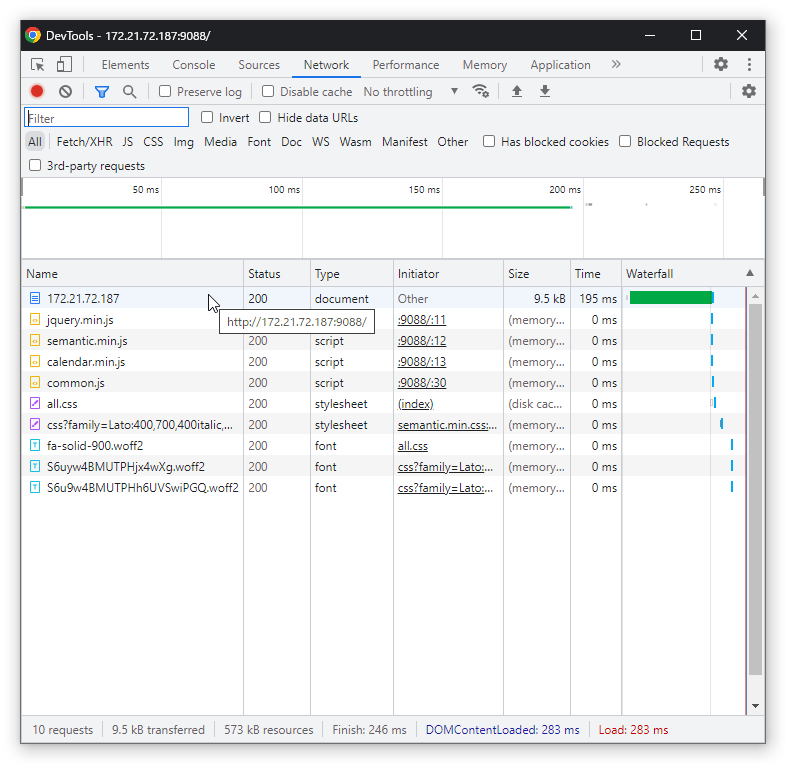 DevTools - 172.21.72.187:9088/
Elements Console Sources Network Performance Memory Application »
Preserve log Disable cache No throttling
Filter Invert Hide data URLs
All Fetch/XHR JS CSS Img Media Font Doc WS Wasm Manifest Other Has blocked cookies Blocked Requests
3rd-party requests
50 ms 100 ms 150 ms 200 ms 250 ms
Name Status Type Initiator Size Time Waterfall
172.21.72.187 200 document Other 9.5 kB 195 ms
http://172.21.72.187:9088/
jquery.min.js :9088/:11 (memory... 0 ms
semantic.min.js 200 script :9088/:12 (memory... 0 ms
calendar.min.js 200 script :9088/:13 (memory... 0 ms
common.js 200 script :9088/:30 (memory... 0 ms
all.css 200 stylesheet (index) (disk cac... 0 ms
css?family=Lato:400,700,400italic,... 200 stylesheet semantic.min.css:... (memory... 0 ms
fa-solid-900.woff2 200 font all.css (memory... 0 ms
S6uyw4BMUTPHjx4wXg.woff2 200 font css?family=Lato:... (memory... 0 ms
S6u9w4BMUTPHh6UVSwiPGQ.woff2 200 font css?family=Lato:... (memory... 0 ms
10 requests 9.5 kB transferred 573 kB resources Finish: 246 ms DOMContentLoaded: 283 ms Load: 283 ms